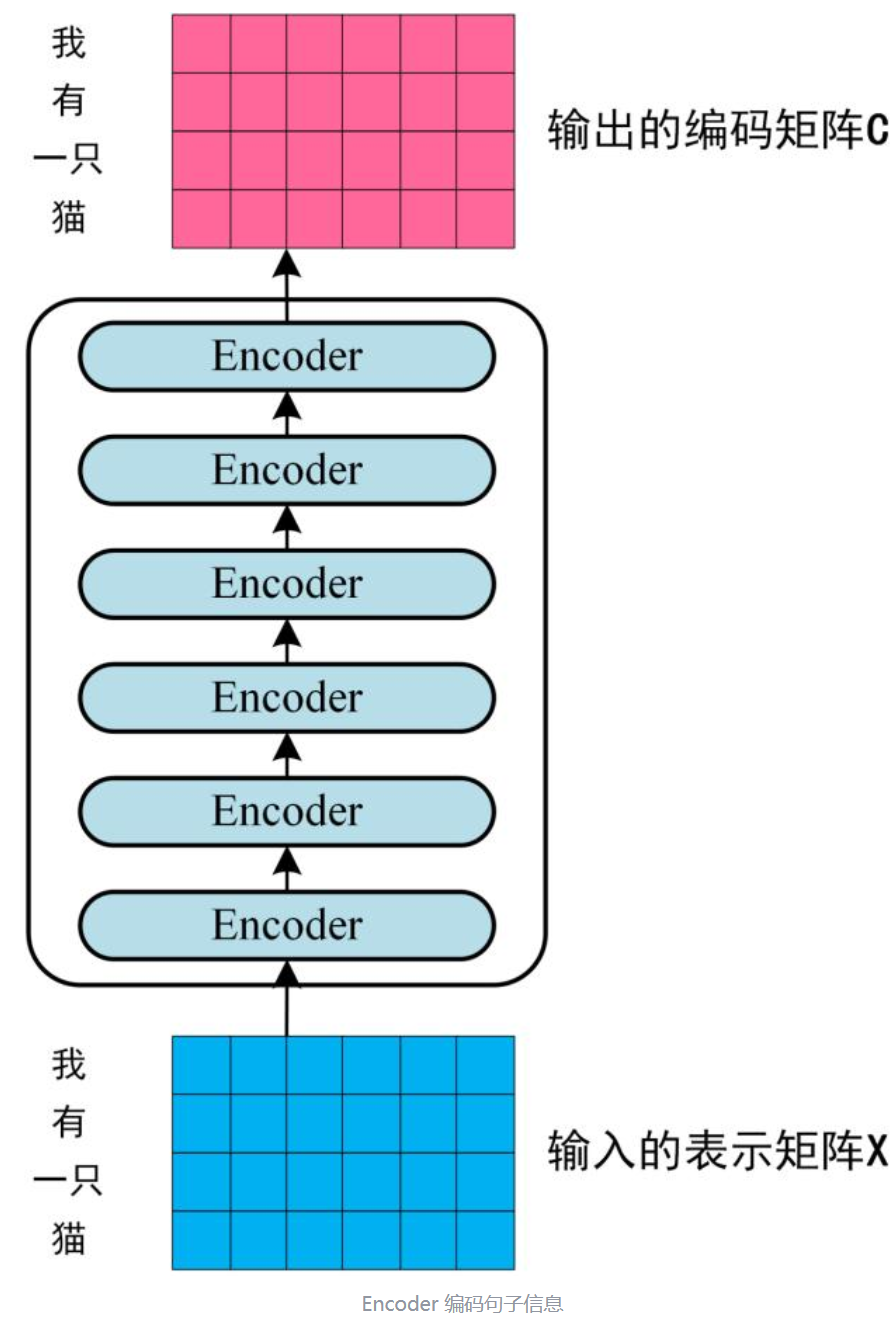 我
有
一只
猫
输出的编码矩阵C
Encoder
Encoder
Encoder
Encoder
Encoder
Encoder
我
有
一只
猫
输入的表示矩阵X
Encoder 编码句子信息